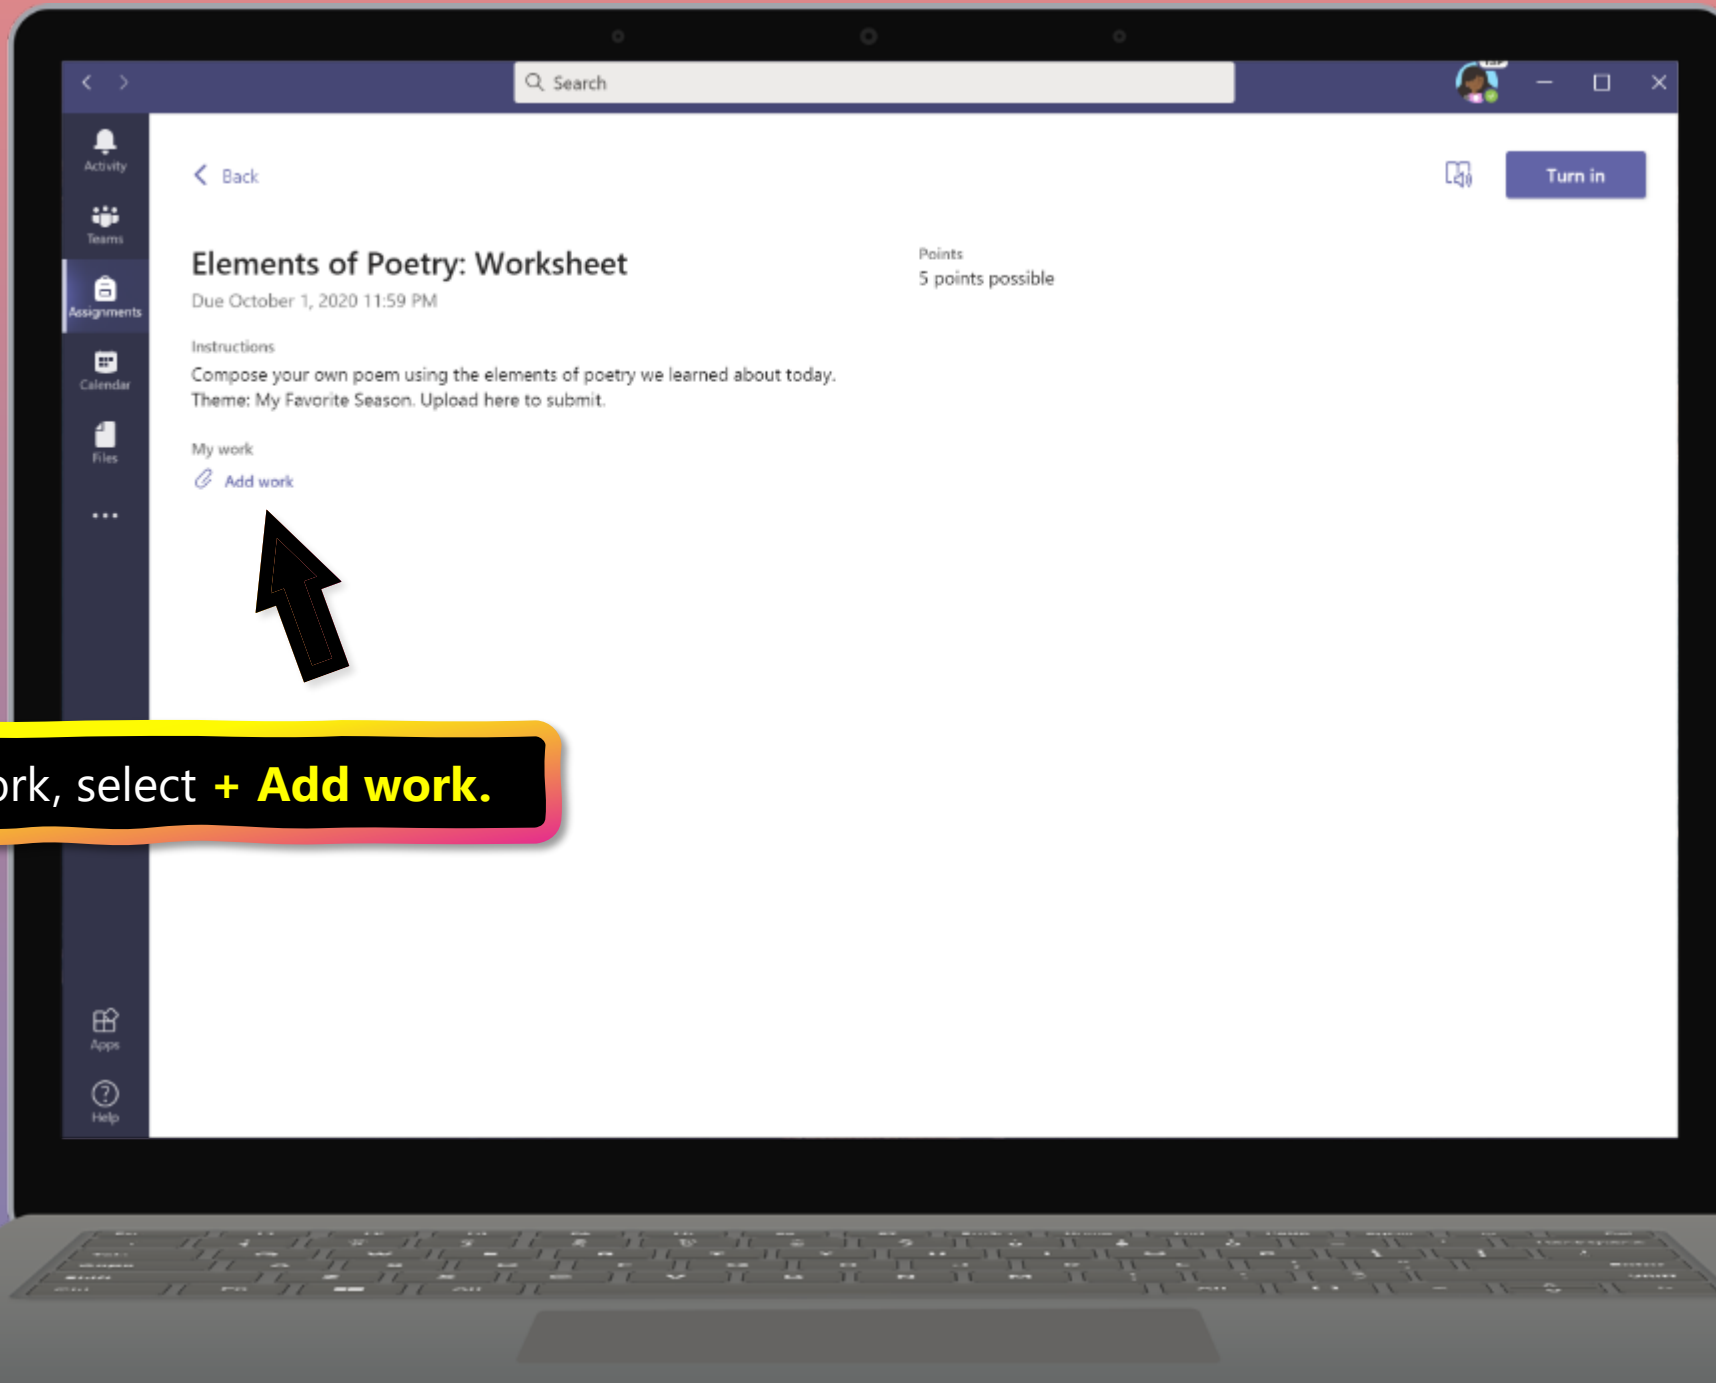 Search
Activity
Teams
Assignments
Calendar
Files
Apps
Help
Back
Turn in
Elements of Poetry: Worksheet
Due October 1, 2020 11:59 PM
Points
5 points possible
Instructions
Compose your own poem using the elements of poetry we learned about today.
Theme: My Favorite Season. Upload here to submit.
My work
Add work
select + Add work.